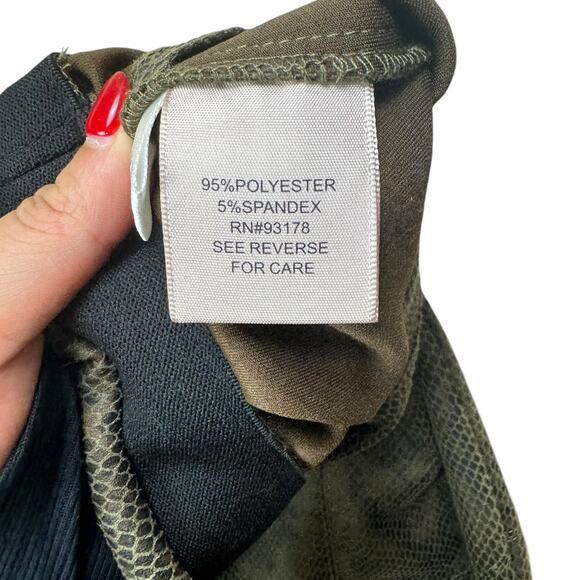 95%POLYESTER
5%SPANDEX
RN#93178
SEE REVERSE
FOR CARE